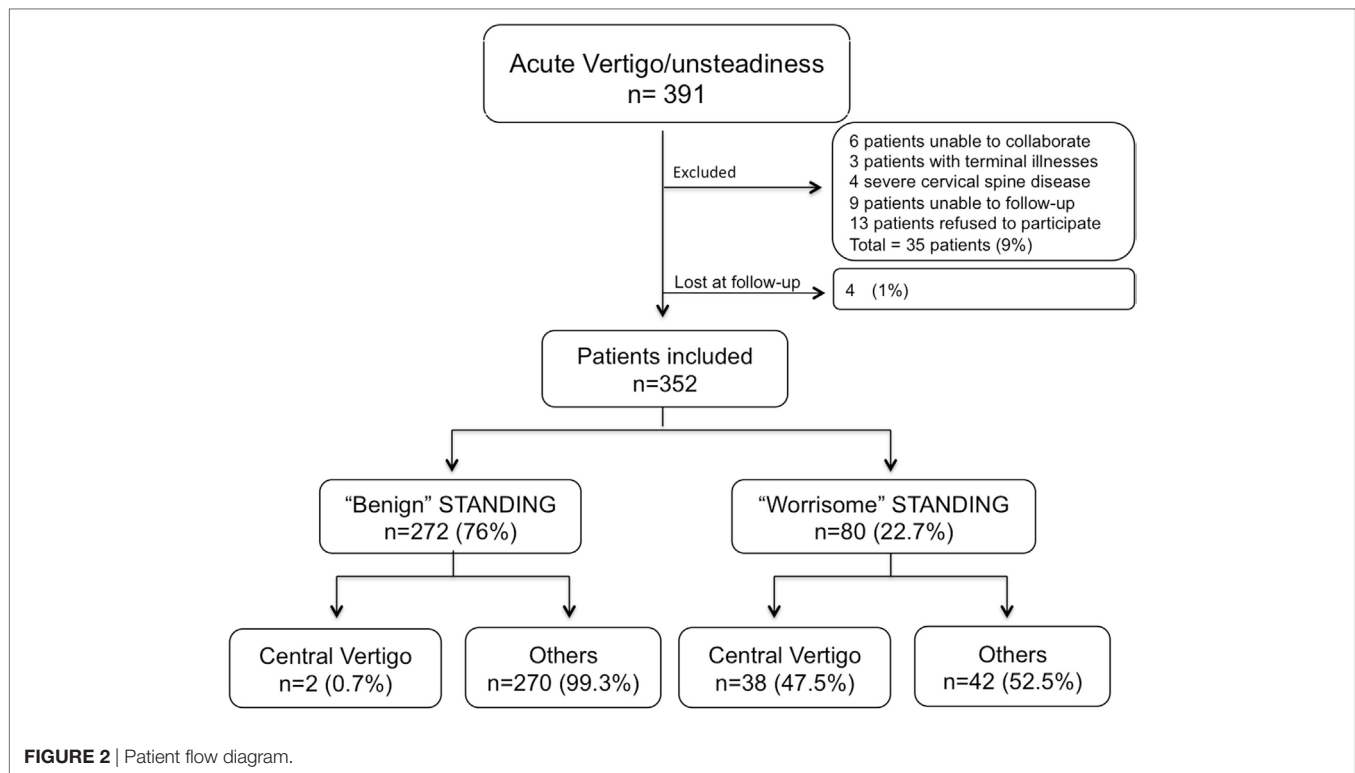 Acute Vertigo/unsteadiness
n= 391
Excluded
6 patients unable to collaborate
3 patients with terminal illnesses
4 severe cervical spine disease
9 patients unable to follow-up
13 patients refused to participate
Total = 35 patients (9%)
Lost at follow-up
4 (1%)
Patients included
n=352
“Benign” STANDING
n=272 (76%)
“Worrisome” STANDING
n=80 (22.7%)
Central Vertigo
n=2 (0.7%)
Others
n=270 (99.3%)
Central Vertigo
n=38 (47.5%)
Others
n=42 (52.5%)
FIGURE 2 | Patient flow diagram.